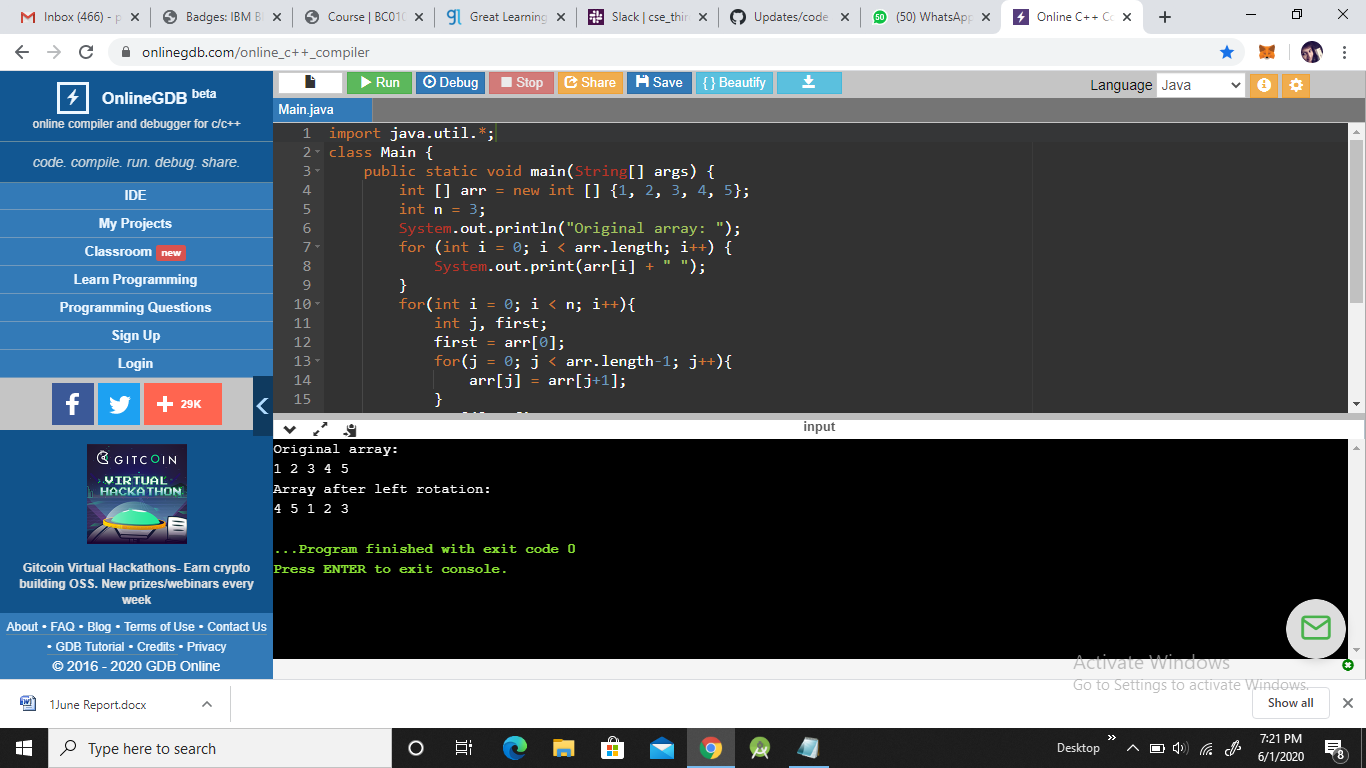 Inbox (466) - p
Badges: IBM B
Course | BC01
Great Learning
Slack | cse_thir
Updates/code
(50) WhatsApp
Online C++ Co
onlinegdb.com/online_c++_compiler
OnlineGDB beta
online compiler and debugger for c/c++
code. compile. run. debug. share.
IDE
My Projects
Classroom new
Learn Programming
Programming Questions
Sign Up
Login
+ 29K
GITCOIN
VIRTUAL
HACKATHON
Gitcoin Virtual Hackathons- Earn crypto
building OSS. New prizes/webinars every
week
About • FAQ • Blog • Terms of Use • Contact Us
• GDB Tutorial • Credits • Privacy
© 2016 - 2020 GDB Online
Run Debug Stop Share Save {} Beautify
Language Java
Main.java
1 import java.util.*;
2 class Main {
3 public static void main(String[] args) {
4 int [] arr = new int [] {1, 2, 3, 4, 5};
5 int n = 3;
6 System.out.println("Original array: ");
7 for (int i = 0; i < arr.length; i++) {
8 System.out.print(arr[i] + " ");
9 }
10 for(int i = 0; i < n; i++){
11 int j, first;
12 first = arr[0];
13 for(j = 0; j < arr.length-1; j++){
14 arr[j] = arr[j+1];
15 }
input
Original array:
1 2 3 4 5
Array after left rotation:
4 5 1 2 3
...Program finished with exit code 0
Press ENTER to exit console.
Activate Windows
Go to Settings to activate Windows.
1June Report.docx
Show all
Type here to search
Desktop
7:21 PM
6/1/2020
8